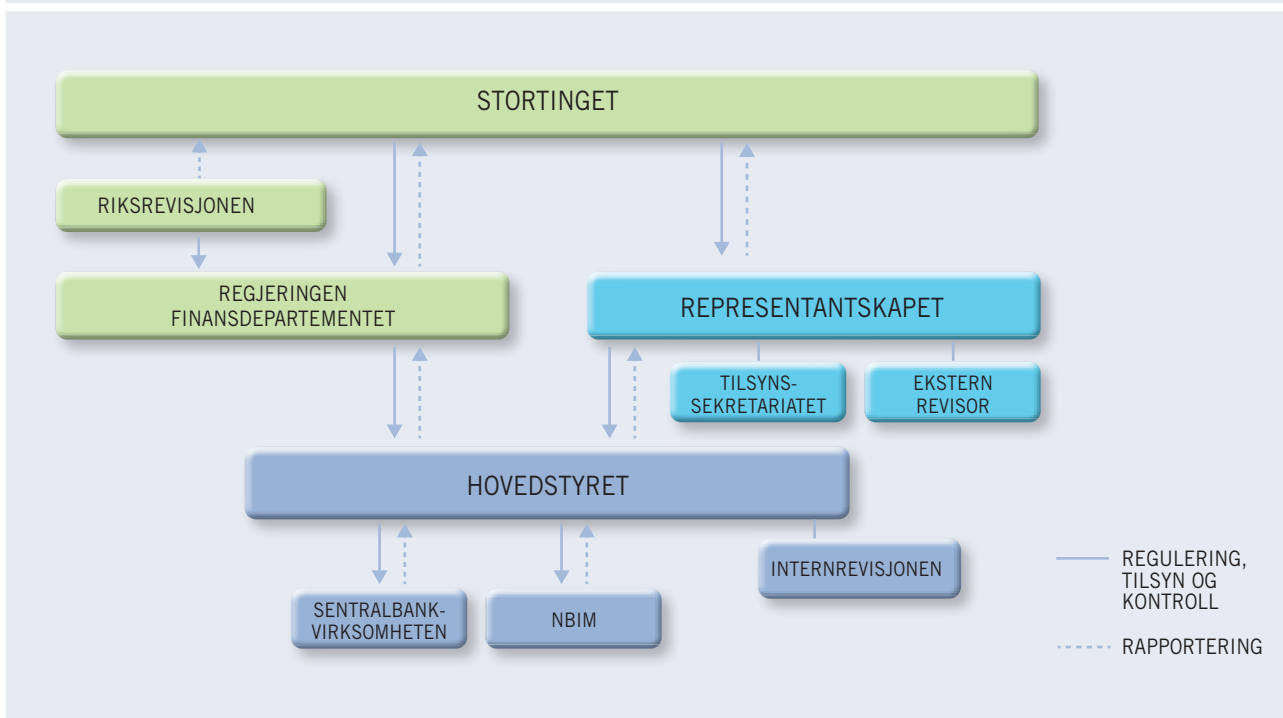 STORTINGET
RIKSREVISJONEN
REGJERINGEN
FINANSDEPARTEMENTET
REPRESENTANTSKAPET
TILSYNS-
SEKRETARIATET
EKSTERN
REVISOR
HOVEDSTYRET
INTERNREVISJONEN
SENTRALBANK-
VIRKSOMHETEN
NBIM
REGULERING,
TILSYN OG
KONTROLL
RAPPORTERING